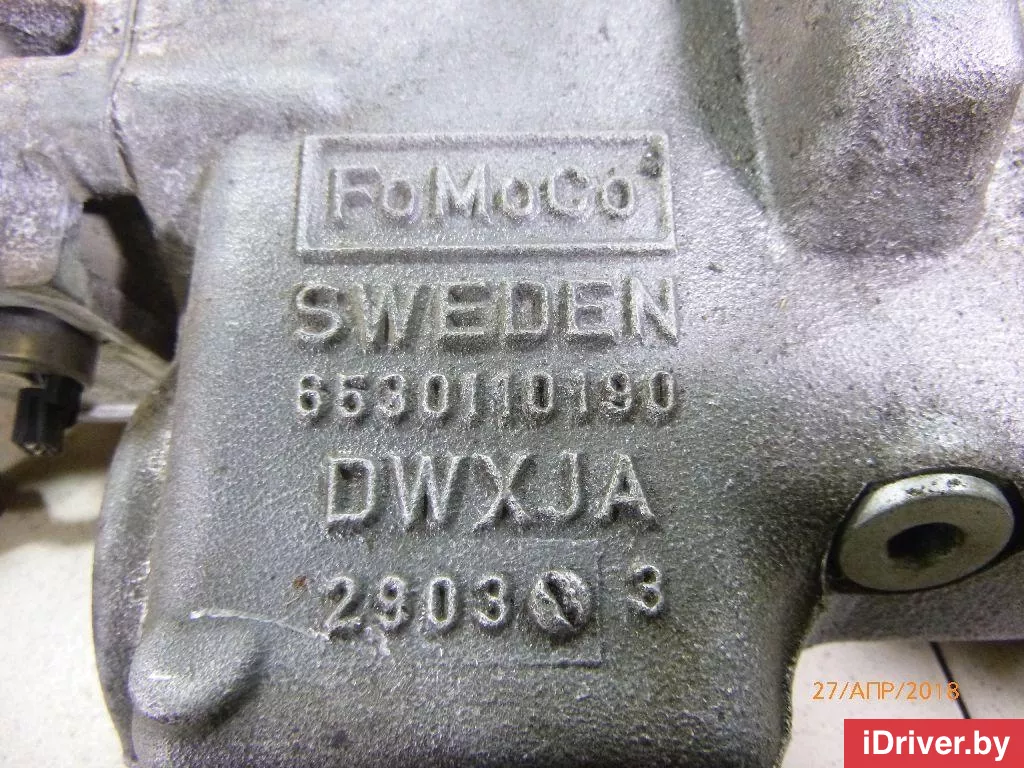 FoMoCo
SWEDEN
6530110190
DWXJA
2903 3
27/АПР/2018
iDriver.by